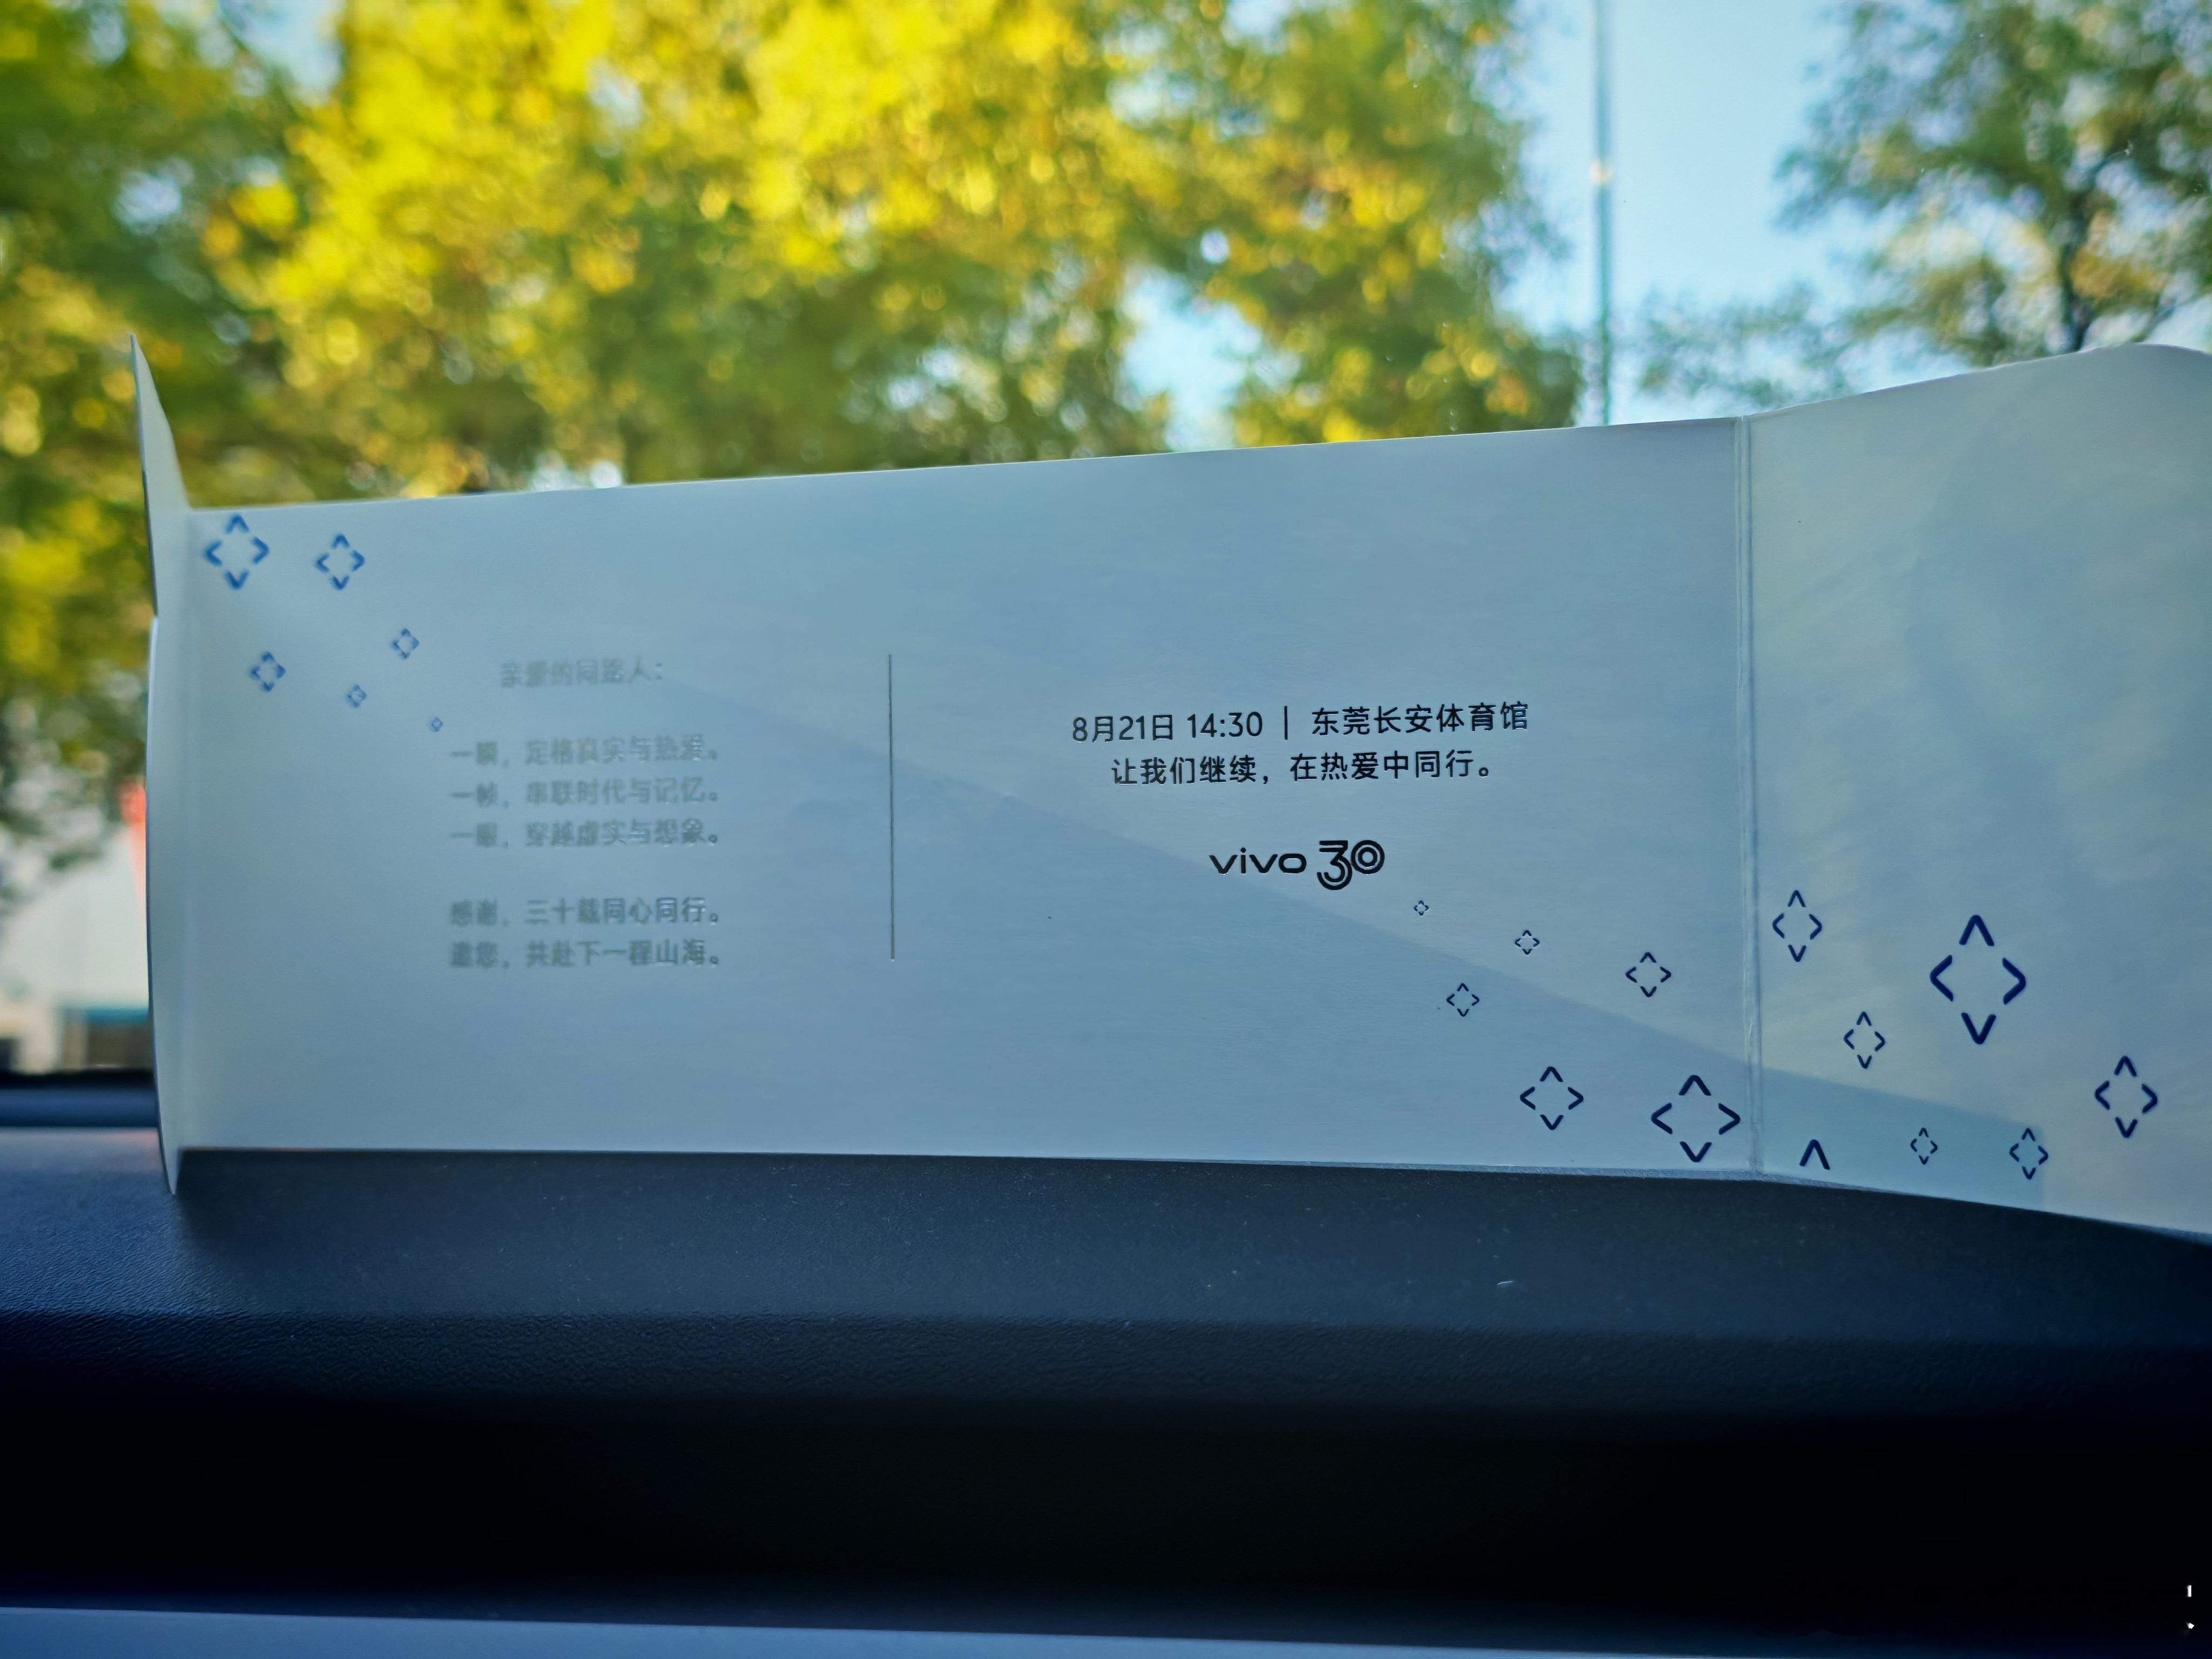 亲爱的同路人：
一瞬，定格真实与热爱。
一帧，串联时代与记忆。
一眼，穿越虚实与想象。
感谢，三十载同心同行。
邀您，共赴下一程山海。
8月21日 14:30 | 东莞长安体育馆
让我们继续，在热爱中同行。
vivo 30